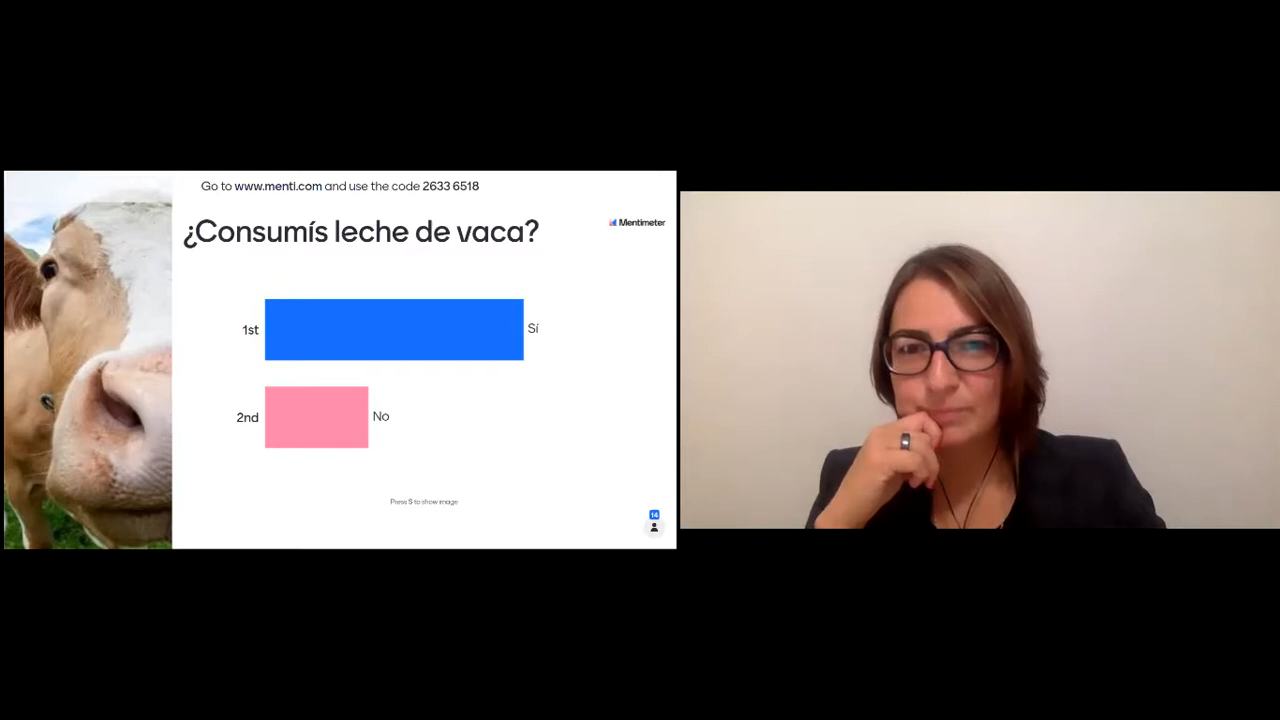 Go to www.menti.com and use the code 2633 6518
¿Consumís leche de vaca?
Mentimeter
1st
Sí
2nd
No
Press S to show image
14